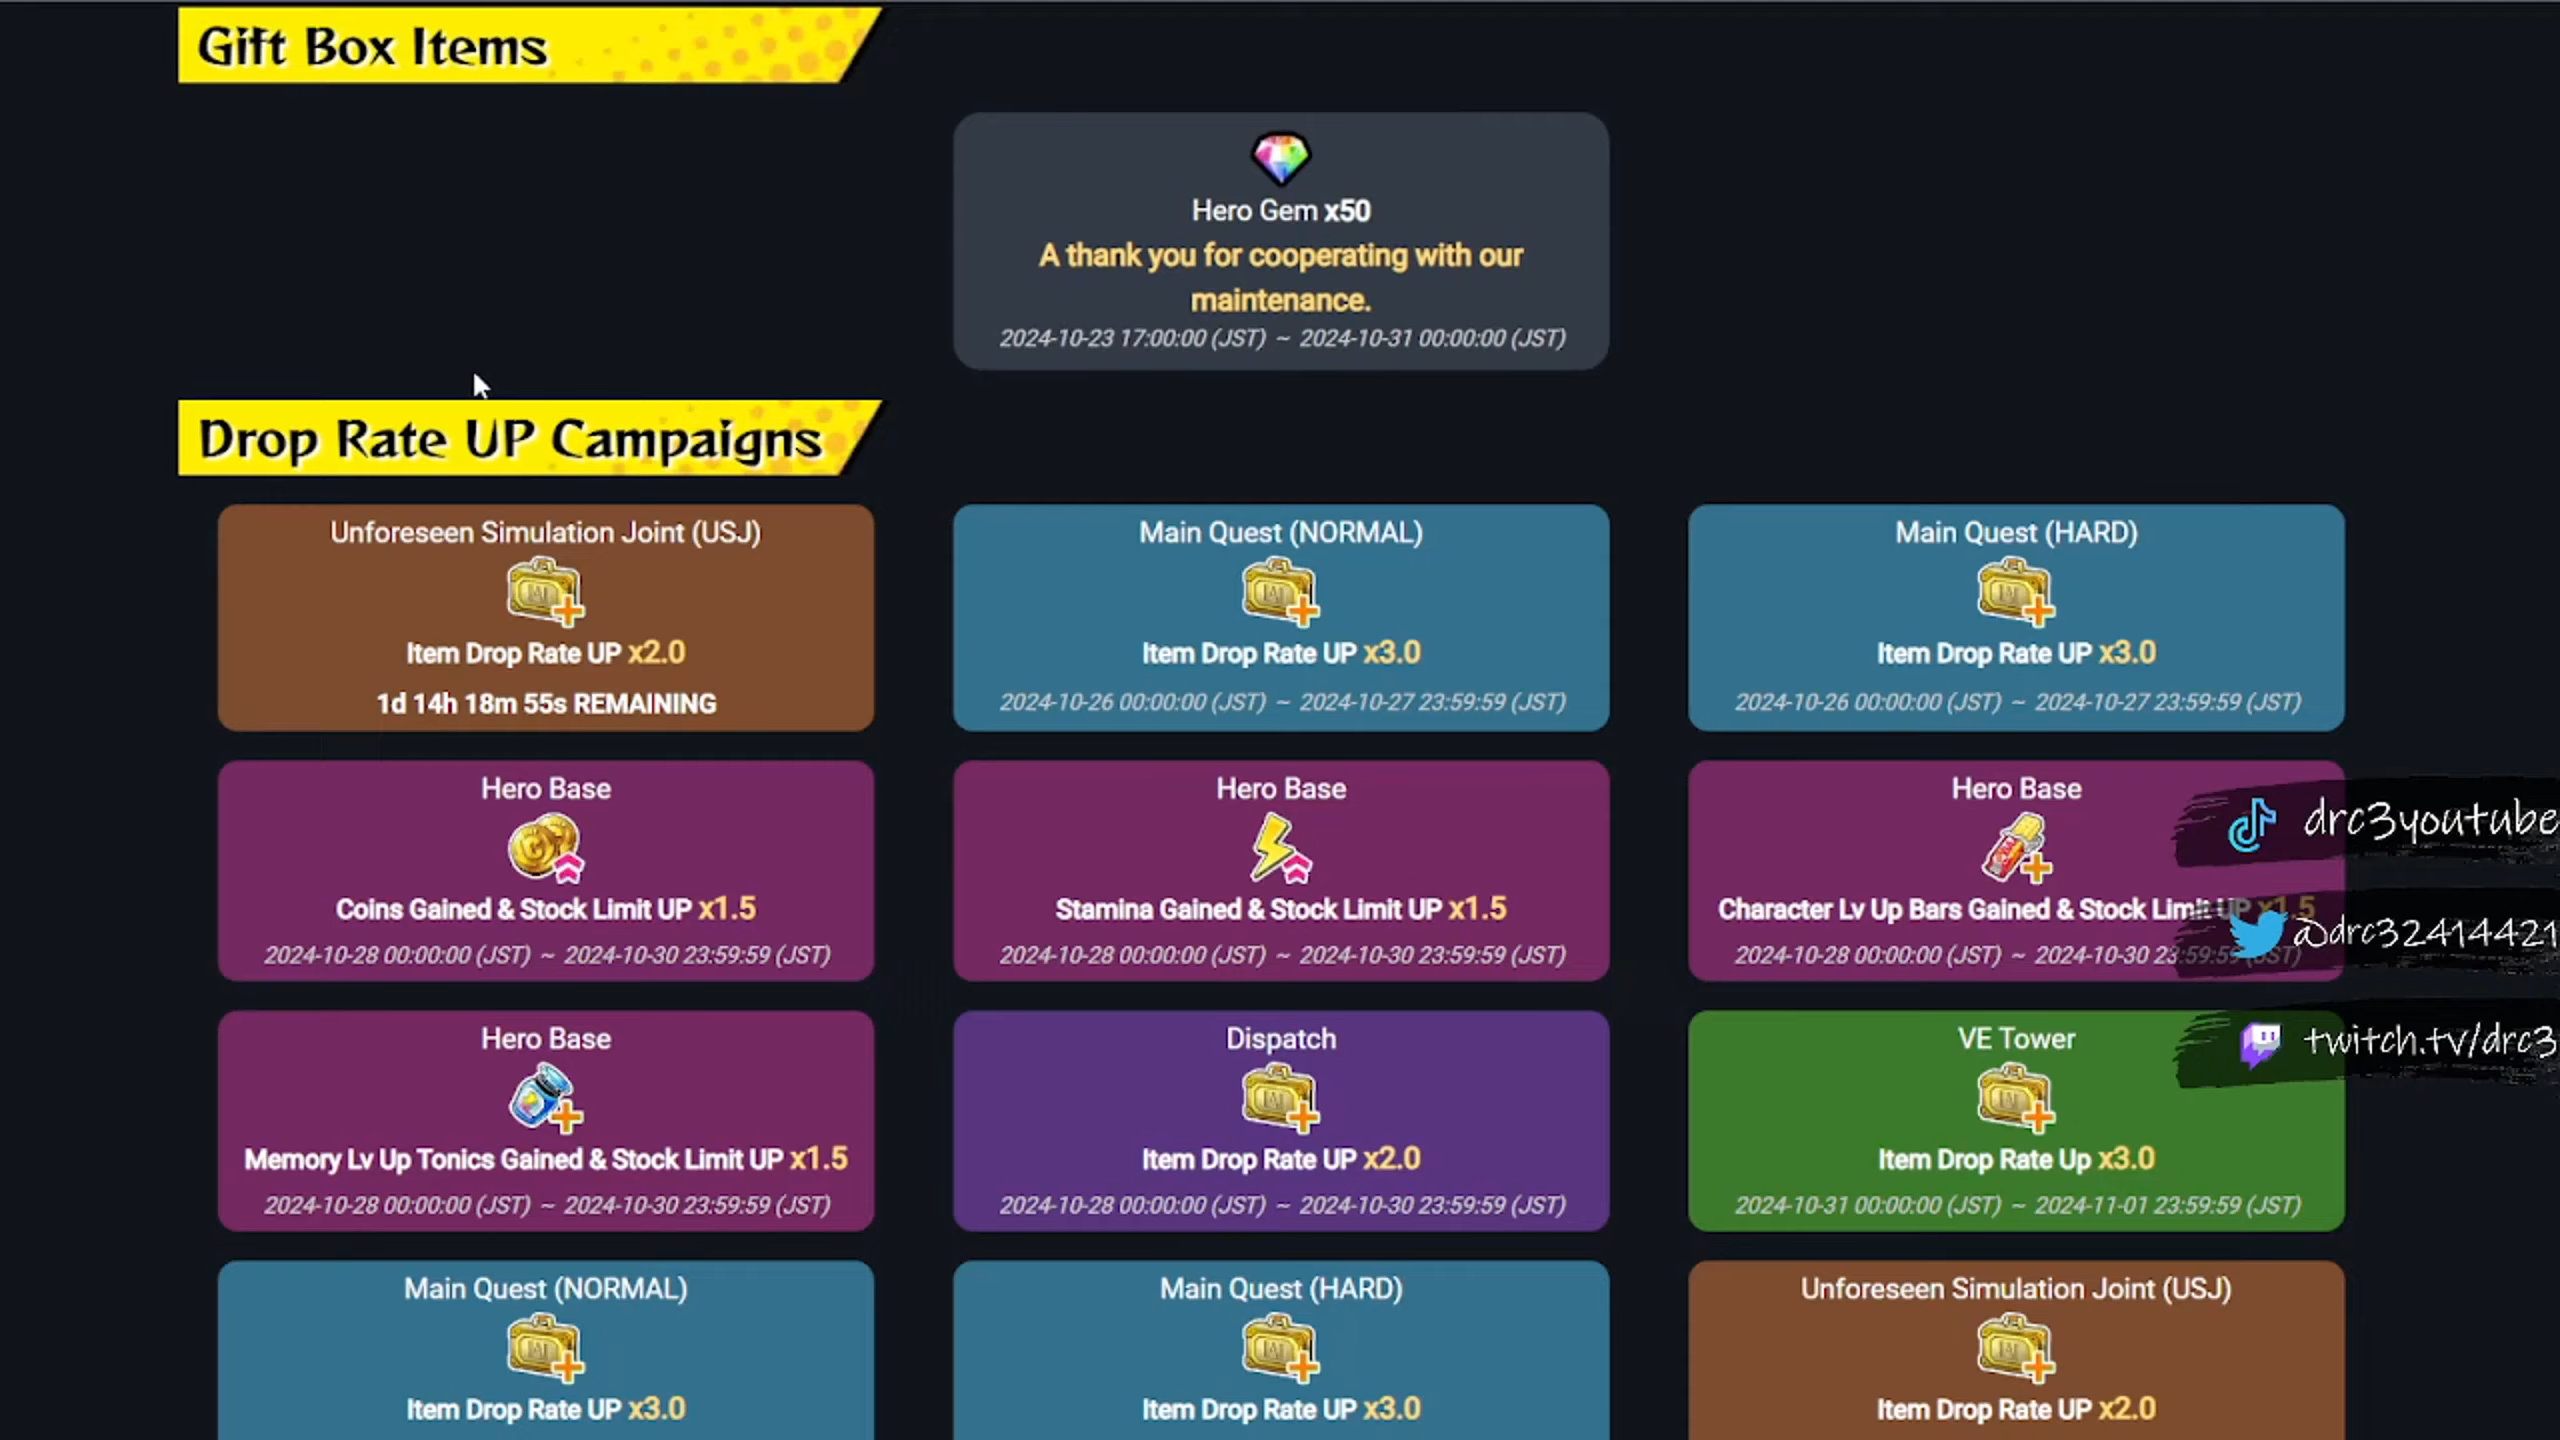 Gift Box Items
Hero Gem x50
A thank you for cooperating with our
maintenance.
2024-10-23 17:00:00 (JST) ~ 2024-10-31 00:00:00 (JST)
Drop Rate UP Campaigns
Unforeseen Simulation Joint (USJ)
Item Drop Rate UP x2.0
1d 14h 18m 55s REMAINING
Main Quest (NORMAL)
Item Drop Rate UP x3.0
2024-10-26 00:00:00 (JST) ~ 2024-10-27 23:59:59 (JST)
Main Quest (HARD)
Item Drop Rate UP x3.0
2024-10-26 00:00:00 (JST) ~ 2024-10-27 23:59:59 (JST)
Hero Base
Coins Gained & Stock Limit UP x1.5
2024-10-28 00:00:00 (JST) ~ 2024-10-30 23:59:59 (JST)
Hero Base
Stamina Gained & Stock Limit UP x1.5
2024-10-28 00:00:00 (JST) ~ 2024-10-30 23:59:59 (JST)
Hero Base
Character Lv Up Bars Gained & Stock Limit UP x1.5
2024-10-28 00:00:00 (JST) ~ 2024-10-30 23:59:59 (JST)
drc3youtube
@drc32414421
twitch.tv/drc3
Hero Base
Memory Lv Up Tonics Gained & Stock Limit UP x1.5
2024-10-28 00:00:00 (JST) ~ 2024-10-30 23:59:59 (JST)
Dispatch
Item Drop Rate UP x2.0
2024-10-28 00:00:00 (JST) ~ 2024-10-30 23:59:59 (JST)
VE Tower
Item Drop Rate Up x3.0
2024-10-31 00:00:00 (JST) ~ 2024-11-01 23:59:59 (JST)
Main Quest (NORMAL)
Item Drop Rate UP x3.0
Main Quest (HARD)
Item Drop Rate UP x3.0
Unforeseen Simulation Joint (USJ)
Item Drop Rate UP x2.0